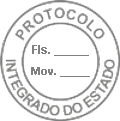 PROTOCOLO
Fls. _____
Mov. _____
INTEGRADO DO ESTADO